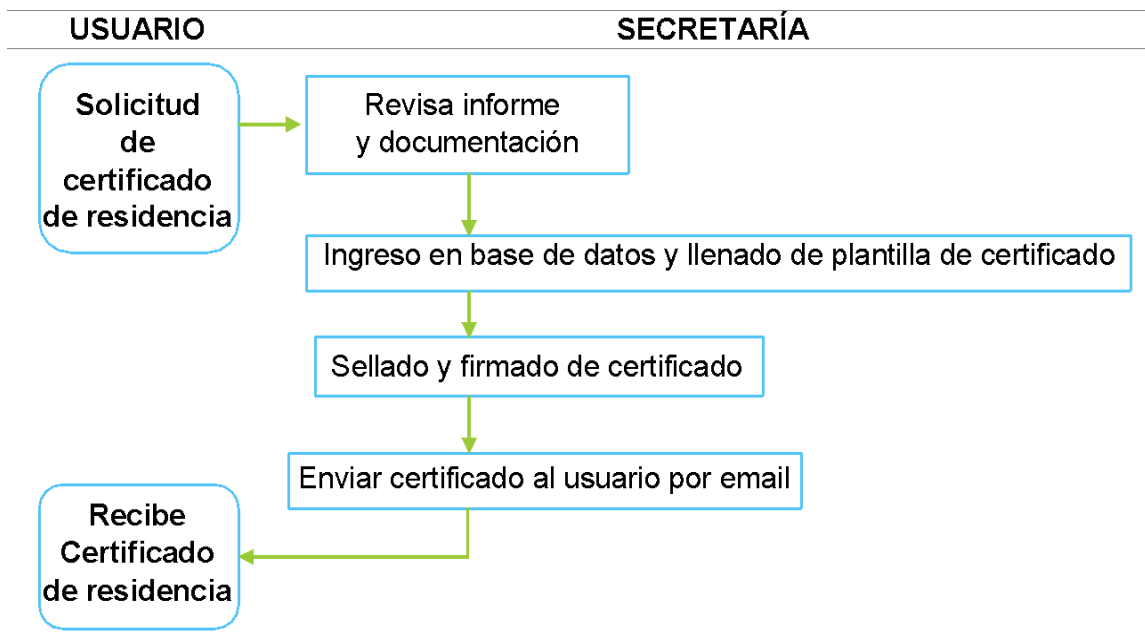 USUARIO
SECRETARÍA
Solicitud
de
certificado
de residencia
Revisa informe
y documentación
Ingreso en base de datos y llenado de plantilla de certificado
Sellado y firmado de certificado
Enviar certificado al usuario por email
Recibe
Certificado
de residencia